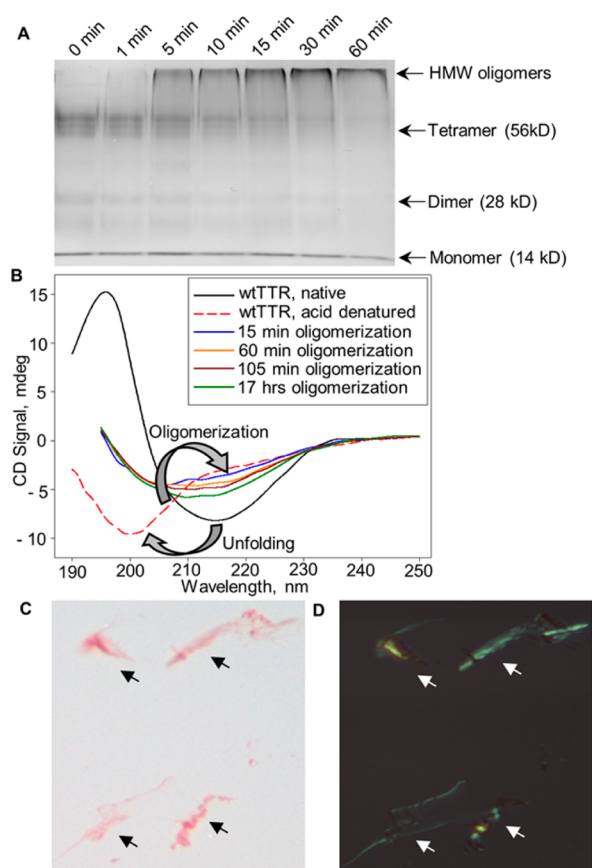 A
0 min
1 min
5 min
10 min
15 min
30 min
60 min
HMW oligomers
Tetramer (56kD)
Dimer (28 kD)
Monomer (14 kD)
B
CD Signal, mdeg
15
10
5
0
-5
- 10
wtTTR, native
wtTTR, acid denatured
15 min oligomerization
60 min oligomerization
105 min oligomerization
17 hrs oligomerization
Oligomerization
Unfolding
190 200 210 220 230 240 250
Wavelength, nm
C
D